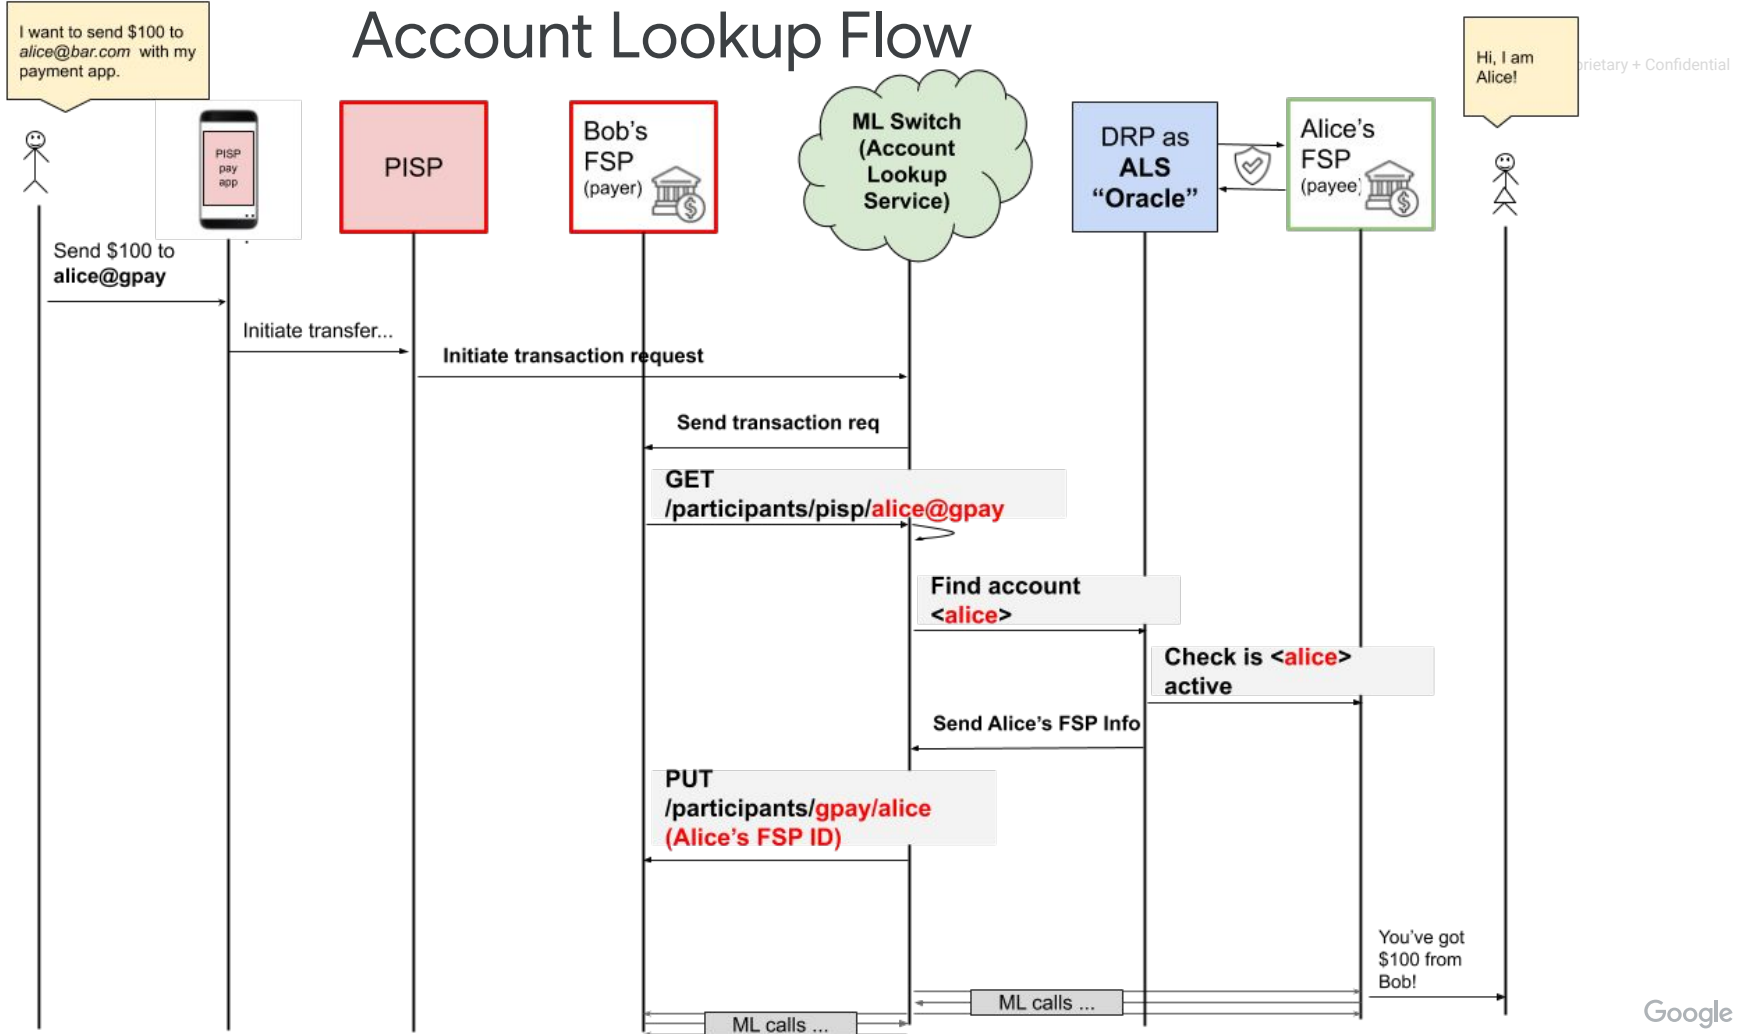 Account Lookup Flow
I want to send $100 to
alice@bar.com with my
payment app.
Hi, I am
Alice!
rietary + Confidential
PISP
pay
app
PISP
Bob's
FSP
(payer)
ML Switch
(Account
Lookup
Service)
DRP as
ALS
“Oracle”
Alice's
FSP
(payee)
Send $100 to
alice@gpay
Initiate transfer...
Initiate transaction request
Send transaction req
GET
/participants/pisp/alice@gpay
Find account
<alice>
Check is <alice>
active
Send Alice's FSP Info
PUT
/participants/gpay/alice
(Alice's FSP ID)
You've got
$100 from
Bob!
ML calls ...
ML calls ...
Google